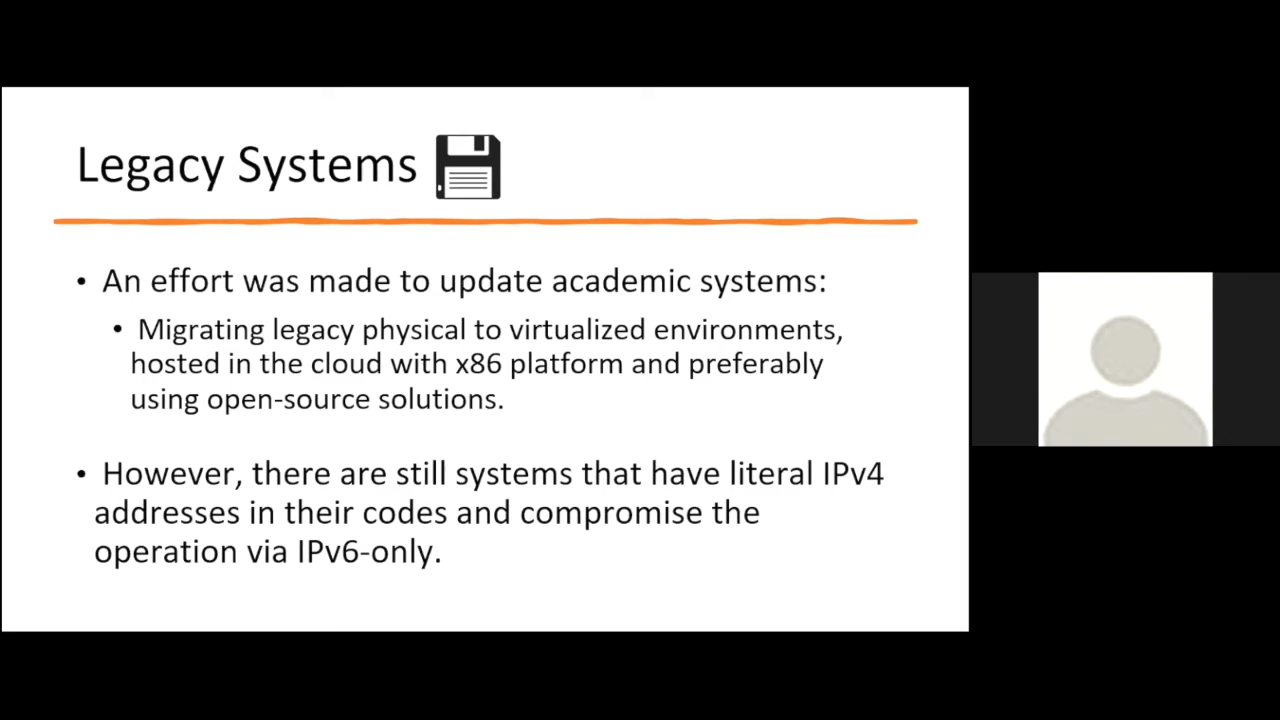 Legacy Systems
• An effort was made to update academic systems:
• Migrating legacy physical to virtualized environments,
hosted in the cloud with x86 platform and preferably
using open-source solutions.
• However, there are still systems that have literal IPv4
addresses in their codes and compromise the
operation via IPv6-only.